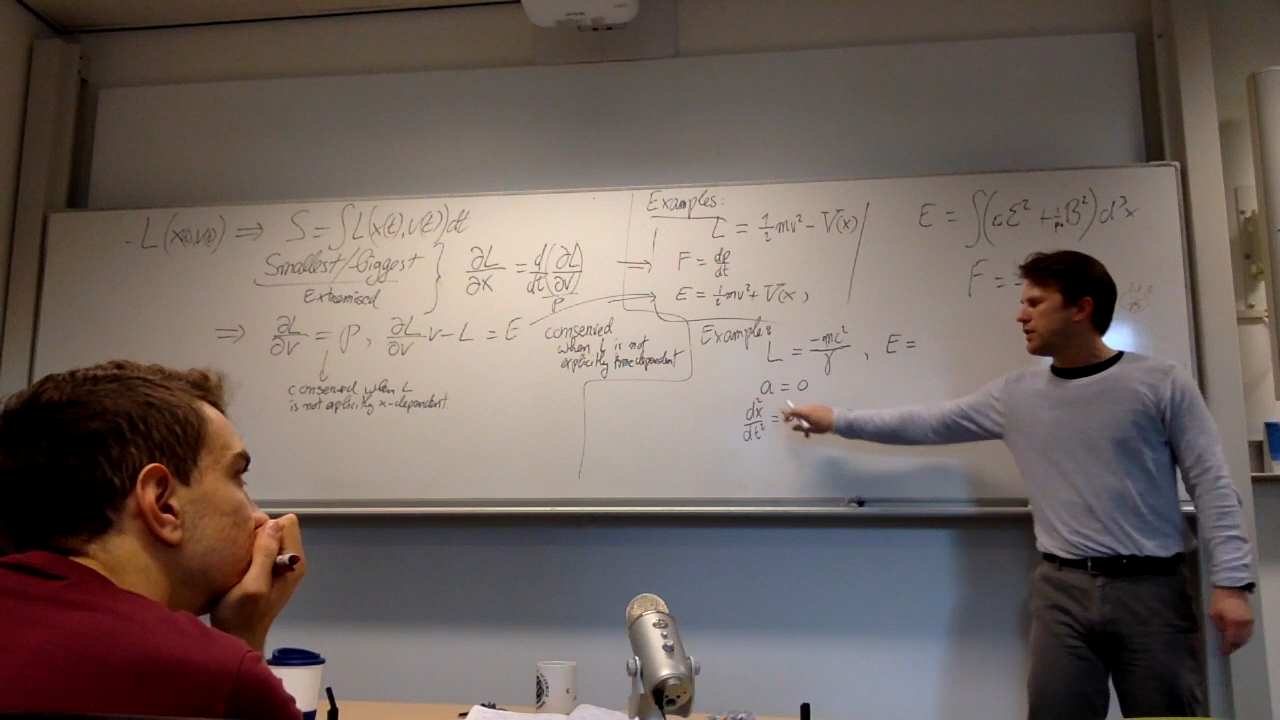 L(x(t),v(t)) ⇒ S = ∫L(x(t),v(t))dt
Smallest/biggest
Extremised
∂L/∂x = d/dt(∂L/∂v)
P
⇒ ∂L/∂v = P, ∂L/∂v v - L = E
conserved when L
is not explicitly x-dependent
conserved
when L is not
explicitly time dependent
Examples:
L = ½mv² - V(x)
F = dp/dt
E = ½mv² + V(x)
Example:
L = -mc²/γ , E =
a = 0
d²x/dt² =
E = ∫(εE² + 1/μ B²) d³x
F =